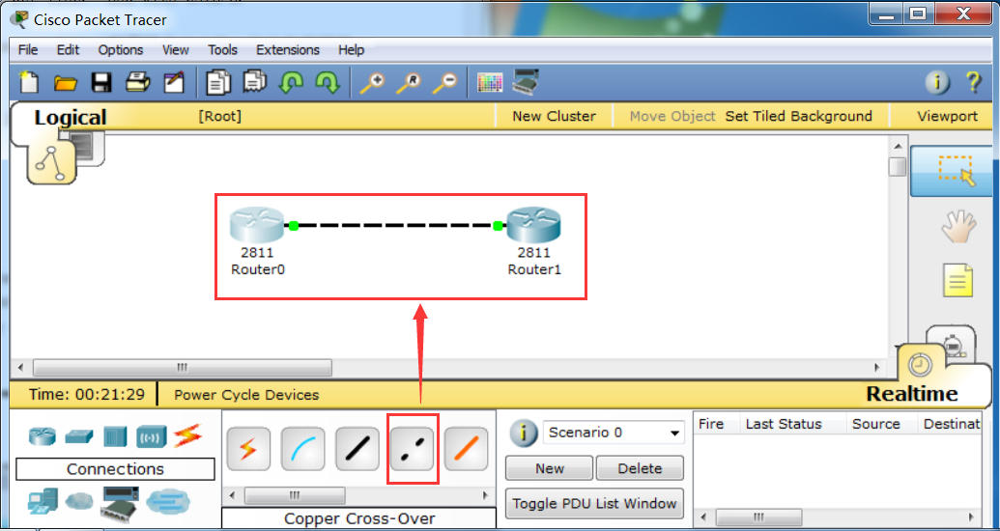 Cisco Packet Tracer
File Edit Options View Tools Extensions Help
Logical [Root] New Cluster Move Object Set Tiled Background Viewport
2811 2811
Router0 Router1
Time: 00:21:29 Power Cycle Devices Realtime
Scenario 0 Fire Last Status Source Destinat
Connections New Delete
Toggle PDU List Window
Copper Cross-Over